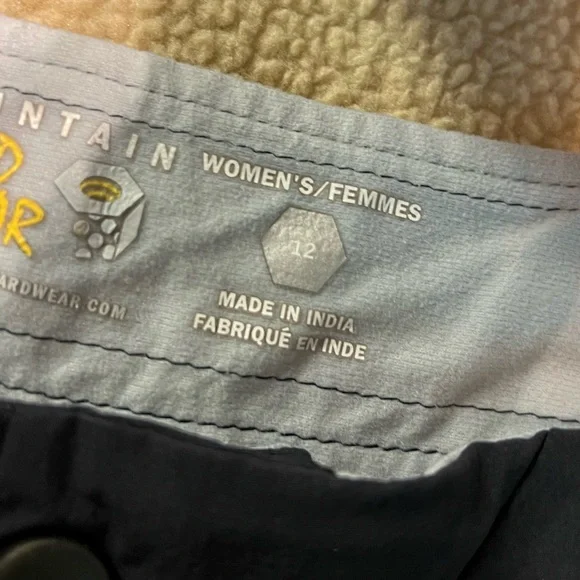 NTAIN
WOMEN'S/FEMMES
12
ARDWEAR.COM
MADE IN INDIA
FABRIQUÉ EN INDE